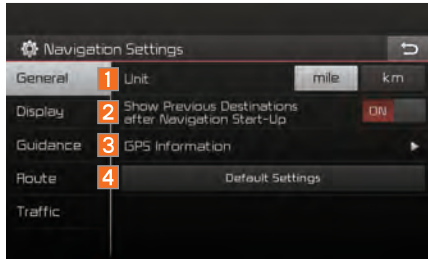 Navigation Settings
General 1 Unit mile km
Display 2 Show Previous Destinations
after Navigation Start-Up ON
Guidance 3 GPS Information
Route 4 Default Settings
Traffic